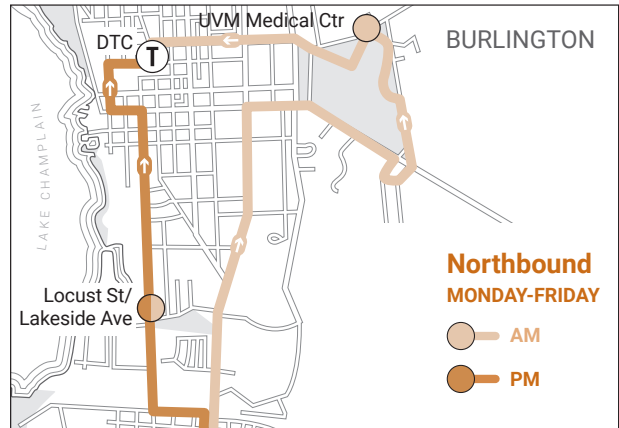 UVM Medical Ctr
BURLINGTON
DTC
T
LAKE CHAMPLAIN
Locust St/
Lakeside Ave
Northbound
MONDAY-FRIDAY
AM
PM